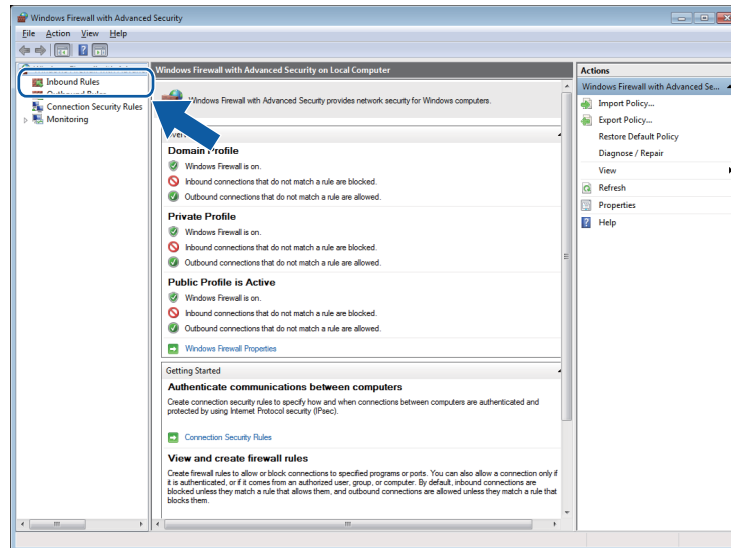 Windows Firewall with Advanced Security
File Action View Help
Inbound Rules
Outbound Rules
Connection Security Rules
Monitoring
Windows Firewall with Advanced Security on Local Computer
Windows Firewall with Advanced Security provides network security for Windows computers.
Domain Profile
Windows Firewall is on.
Inbound connections that do not match a rule are blocked.
Outbound connections that do not match a rule are allowed.
Private Profile
Windows Firewall is on.
Inbound connections that do not match a rule are blocked.
Outbound connections that do not match a rule are allowed.
Public Profile is Active
Windows Firewall is on.
Inbound connections that do not match a rule are blocked.
Outbound connections that do not match a rule are allowed.
Windows Firewall Properties
Getting Started
Authenticate communications between computers
Create connection security rules to specify how and when connections between computers are authenticated and
protected by using Internet Protocol security (IPsec).
Connection Security Rules
View and create firewall rules
Create firewall rules to allow or block connections to specified programs or ports. You can also allow a connection only if
it is authenticated, or if it comes from an authorized user, group, or computer. By default, inbound connections are
blocked unless they match a rule that allows them, and outbound connections are allowed unless they match a rule that
blocks them.
Actions
Windows Firewall with Advanced Se...
Import Policy...
Export Policy...
Restore Default Policy
Diagnose / Repair
View
Refresh
Properties
Help